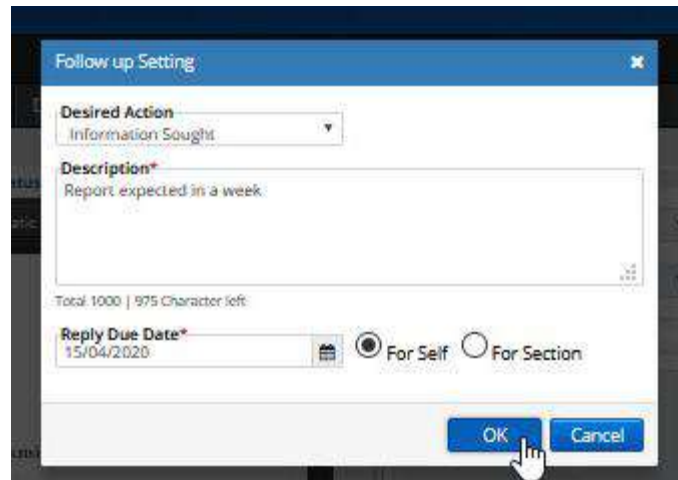 Follow up Setting
Desired Action
Information Sought
Description*
Report expected in a week
Total 1000 | 975 Character left
Reply Due Date*
15/04/2020
For Self For Section
OK Cancel